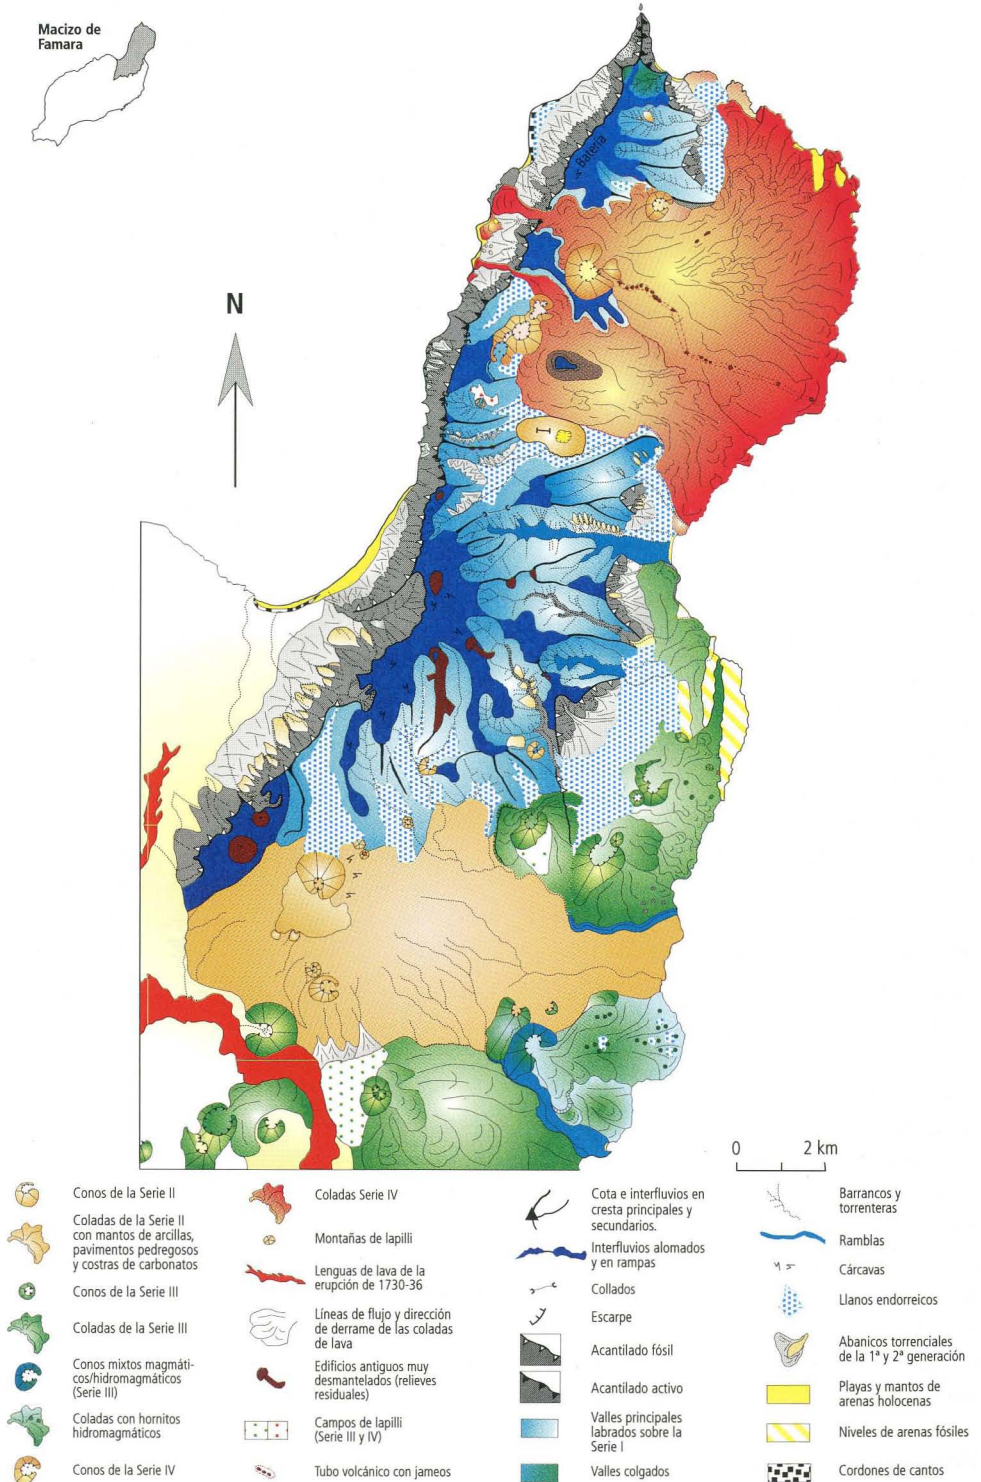 Macizo de
Famara
Bateria
N
0 2 km
Conos de la Serie II
Coladas de la Serie II
con mantos de arcillas,
pavimentos pedregosos
y costras de carbonatos
Conos de la Serie III
Coladas de la Serie III
Conos mixtos magmáti-
cos/hidromagmáticos
(Serie III)
Coladas con hornitos
hidromagmáticos
Conos de la Serie IV
Coladas Serie IV
Montañas de lapilli
Lenguas de lava de la
erupción de 1730-36
Líneas de flujo y dirección
de derrame de las coladas
de lava
Edificios antiguos muy
desmantelados (relieves
residuales)
Campos de lapilli
(Serie III y IV)
Tubo volcánico con jameos
Cota e interfluvios en
cresta principales y
secundarios.
Interfluvios alomados
y en rampas
Collados
Escarpe
Acantilado fósil
Acantilado activo
Valles principales
labrados sobre la
Serie I
Valles colgados
Barrancos y
torrenteras
Ramblas
Cárcavas
Llanos endorreicos
Abanicos torrenciales
de la 1ª y 2ª generación
Playas y mantos de
arenas holocenas
Niveles de arenas fósiles
Cordones de cantos